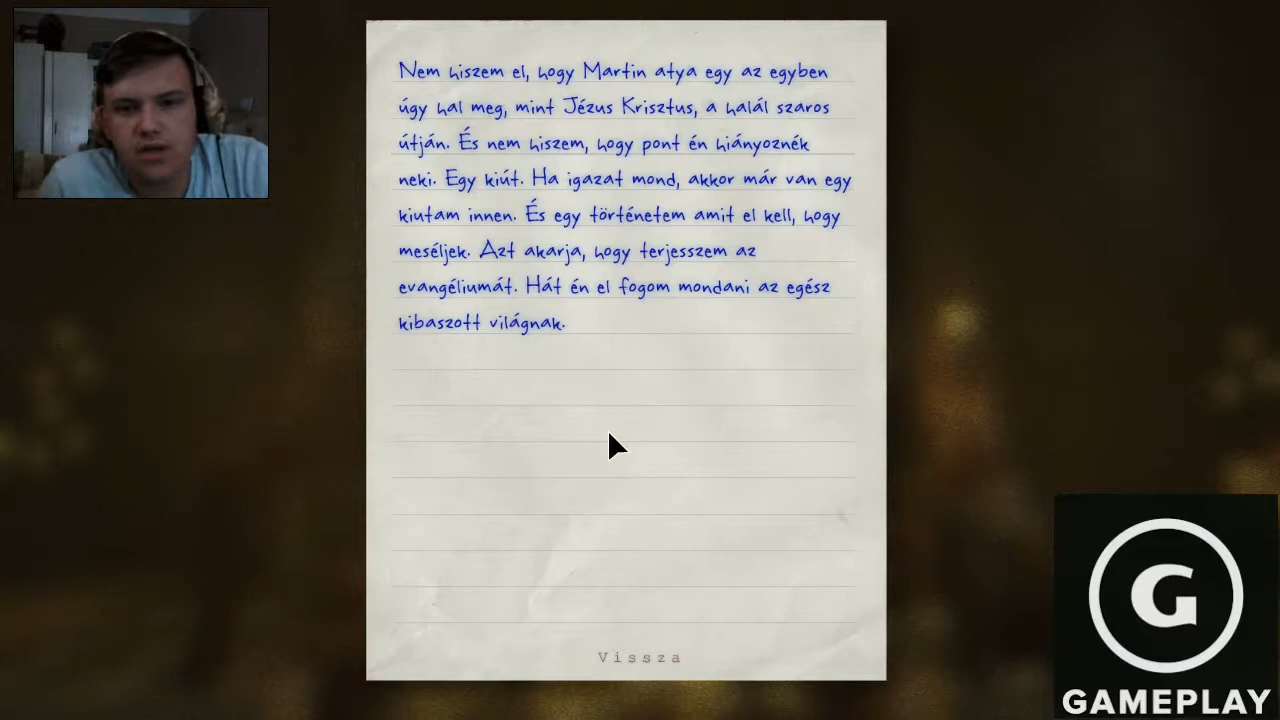 Nem hiszem el, hogy Martin atya egy az egyben
úgy hal meg, mint Jézus Krisztus, a halál szaros
útján. És nem hiszem, hogy pont én hiányoznék
neki. Egy kiút. Ha igazat mond, akkor már van egy
kiutam innen. És egy történetem amit el kell, hogy
meséljek. Azt akarja, hogy terjesszem az
evangéliumát. Hát én el fogom mondani az egész
kibaszott világnak.
Vissza
G
GAMEPLAY